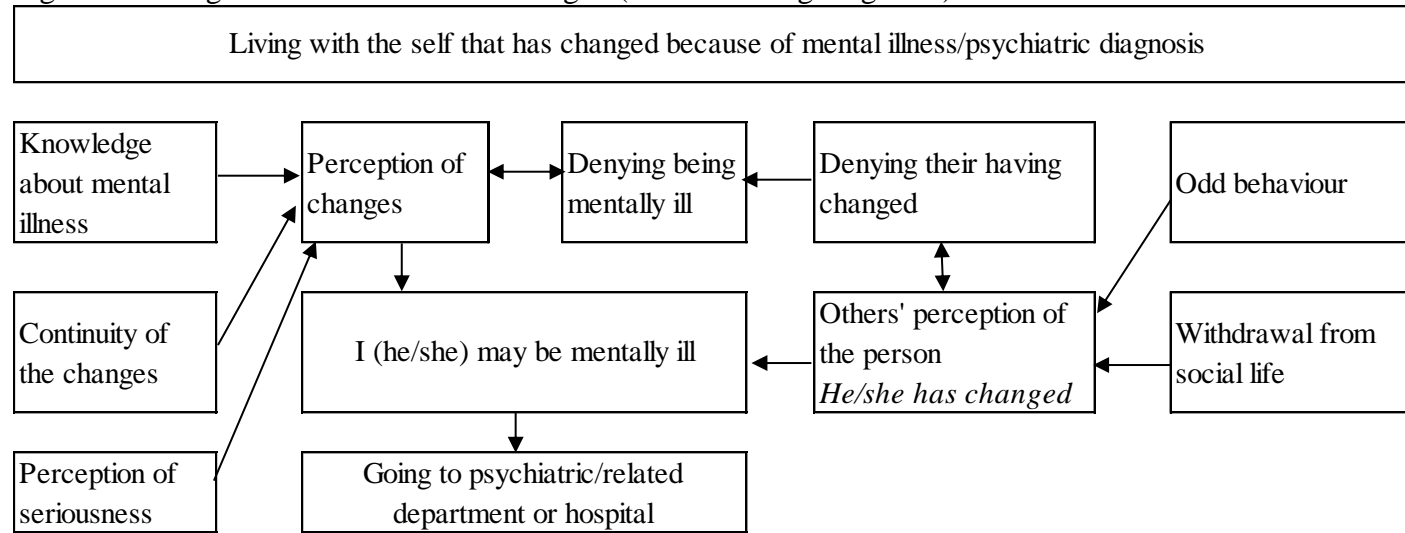 Living with the self that has changed because of mental illness/psychiatric diagnosis
Knowledge
about mental
illness
Perception of
changes
Denying being
mentally ill
Denying their having
changed
Odd behaviour
Continuity of
the changes
I (he/she) may be mentally ill
Others' perception of
the person
He/she has changed
Withdrawal from
social life
Perception of
seriousness
Going to psychiatric/related
department or hospital